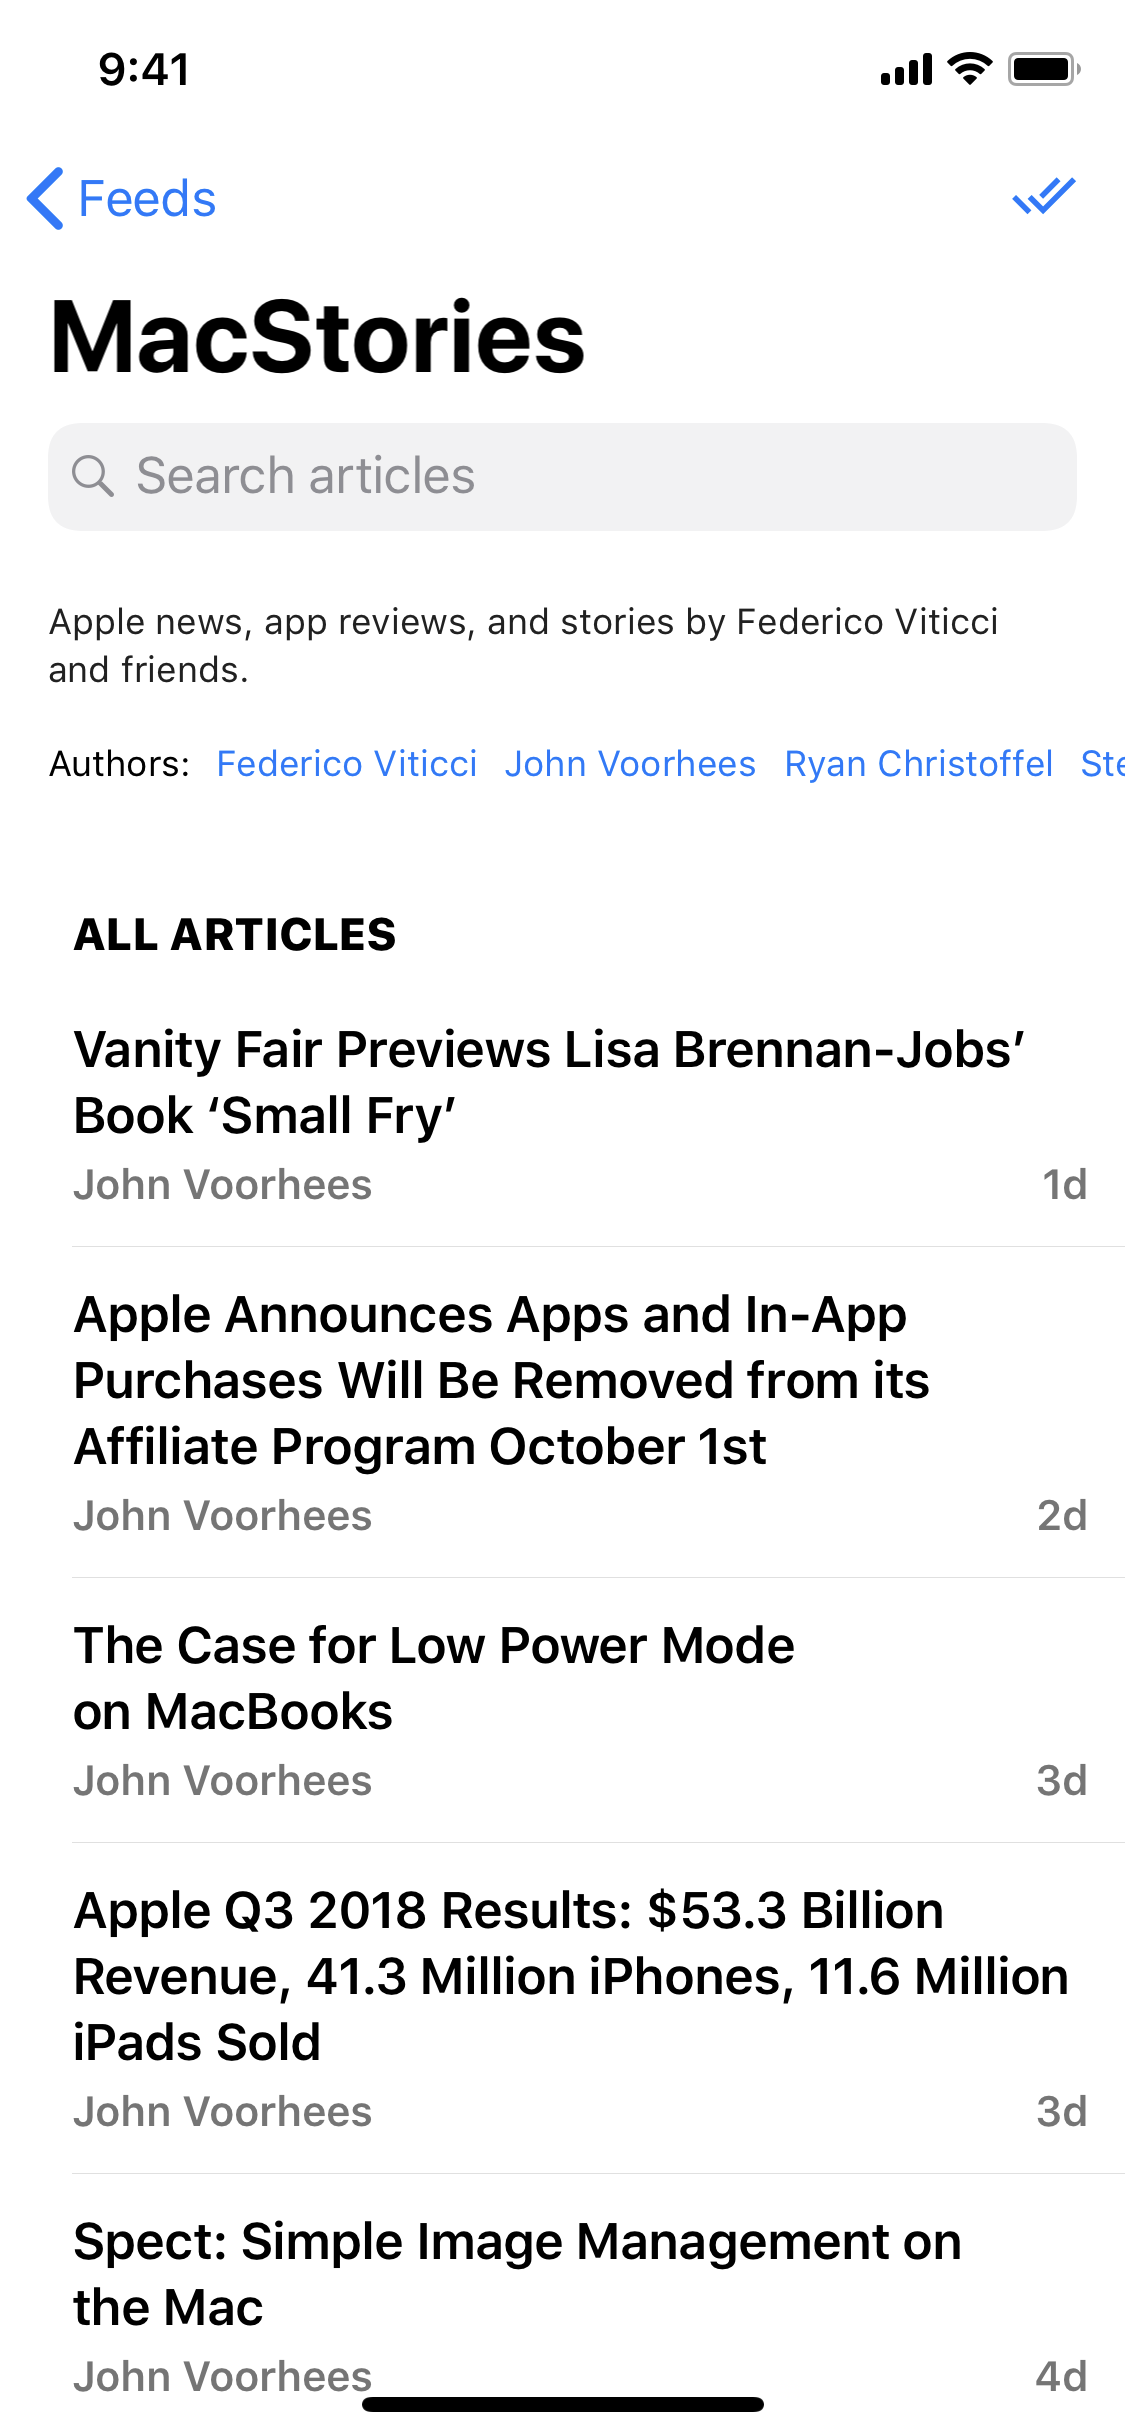 9:41
Feeds
MacStories
Search articles
Apple news, app reviews, and stories by Federico Viticci
and friends.
Authors: Federico Viticci John Voorhees Ryan Christoffel Ste
ALL ARTICLES
Vanity Fair Previews Lisa Brennan-Jobs’
Book ‘Small Fry’
John Voorhees 1d
Apple Announces Apps and In-App
Purchases Will Be Removed from its
Affiliate Program October 1st
John Voorhees 2d
The Case for Low Power Mode
on MacBooks
John Voorhees 3d
Apple Q3 2018 Results: $53.3 Billion
Revenue, 41.3 Million iPhones, 11.6 Million
iPads Sold
John Voorhees 3d
Spect: Simple Image Management on
the Mac
John Voorhees 4d